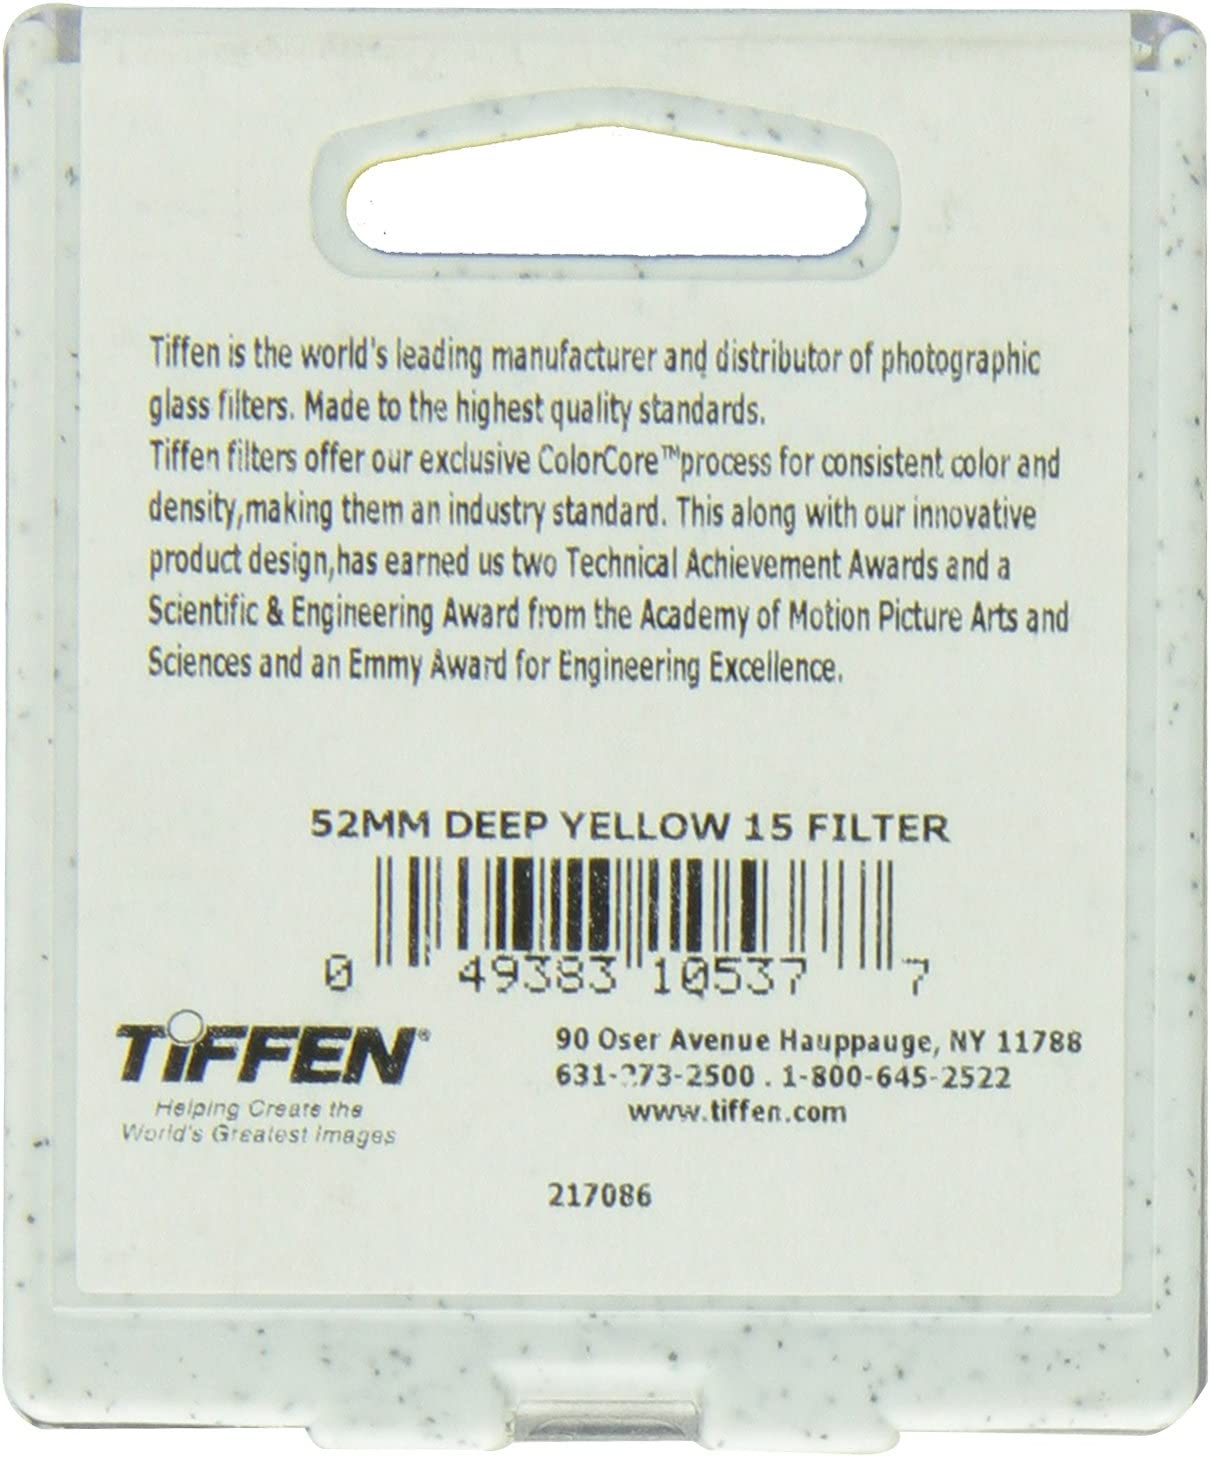 Tiffen is the world's leading manufacturer and distributor of photographic
glass filters. Made to the highest quality standards.
Tiffen filters offer our exclusive ColorCore™process for consistent color and
density,making them an industry standard. This along with our innovative
product design,has earned us two Technical Achievement Awards and a
Scientific & Engineering Award from the Academy of Motion Picture Arts and
Sciences and an Emmy Award for Engineering Excellence.
52MM DEEP YELLOW 15 FILTER
0 49383 10537 7
TiFFEN®
Helping Create the
World's Greatest Images
90 Oser Avenue Hauppauge, NY 11788
631-273-2500 . 1-800-645-2522
www.tiffen.com
217086